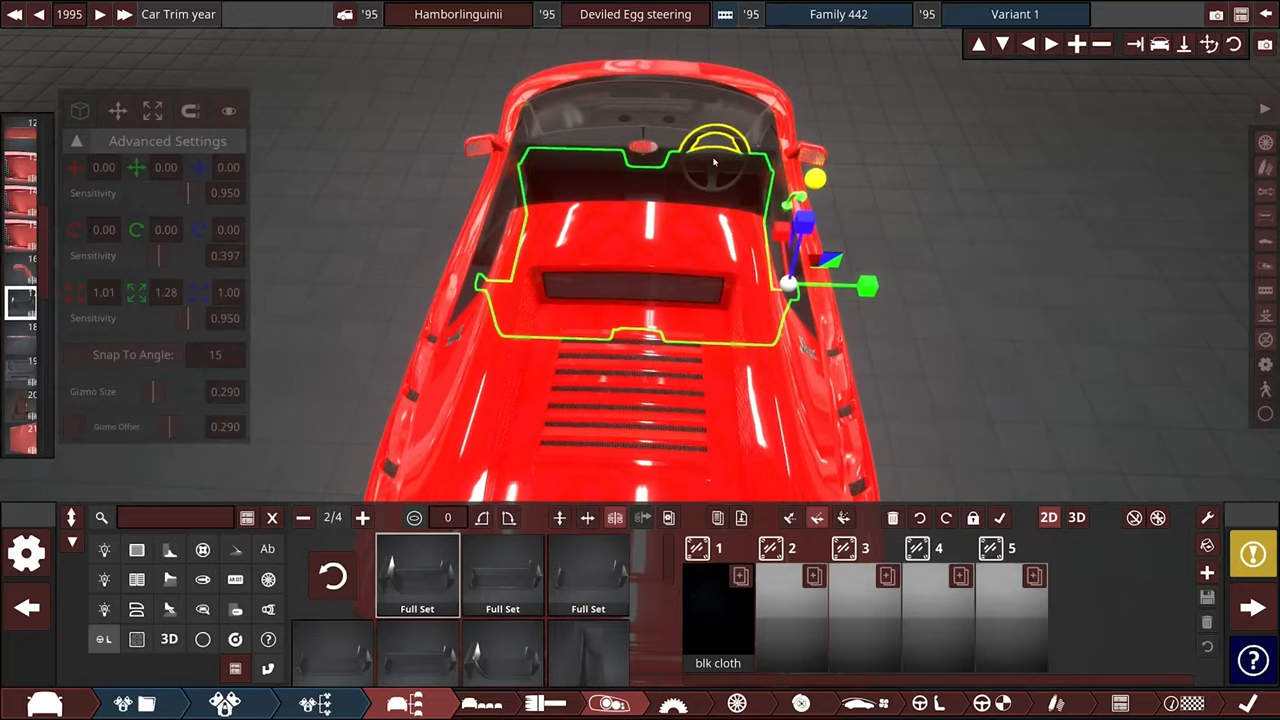 1995 Car Trim year '95 Hamborlinguinii '95 Deviled Egg steering '95 Family 442 '95 Variant 1
Advanced Settings
0.00 0.00 0.00
Sensitivity 0.950
0.00 0.00 0.00
Sensitivity 0.397
1.01 1.28 1.00
Sensitivity 0.950
Snap To Angle: 15
Gizmo Size 0.290
Gizmo Offset 0.290
12
16
18
19
20
21
2/4 0 2D 3D
1 2 3 4 5
Ab
Full Set Full Set Full Set
3D
L
blk cloth